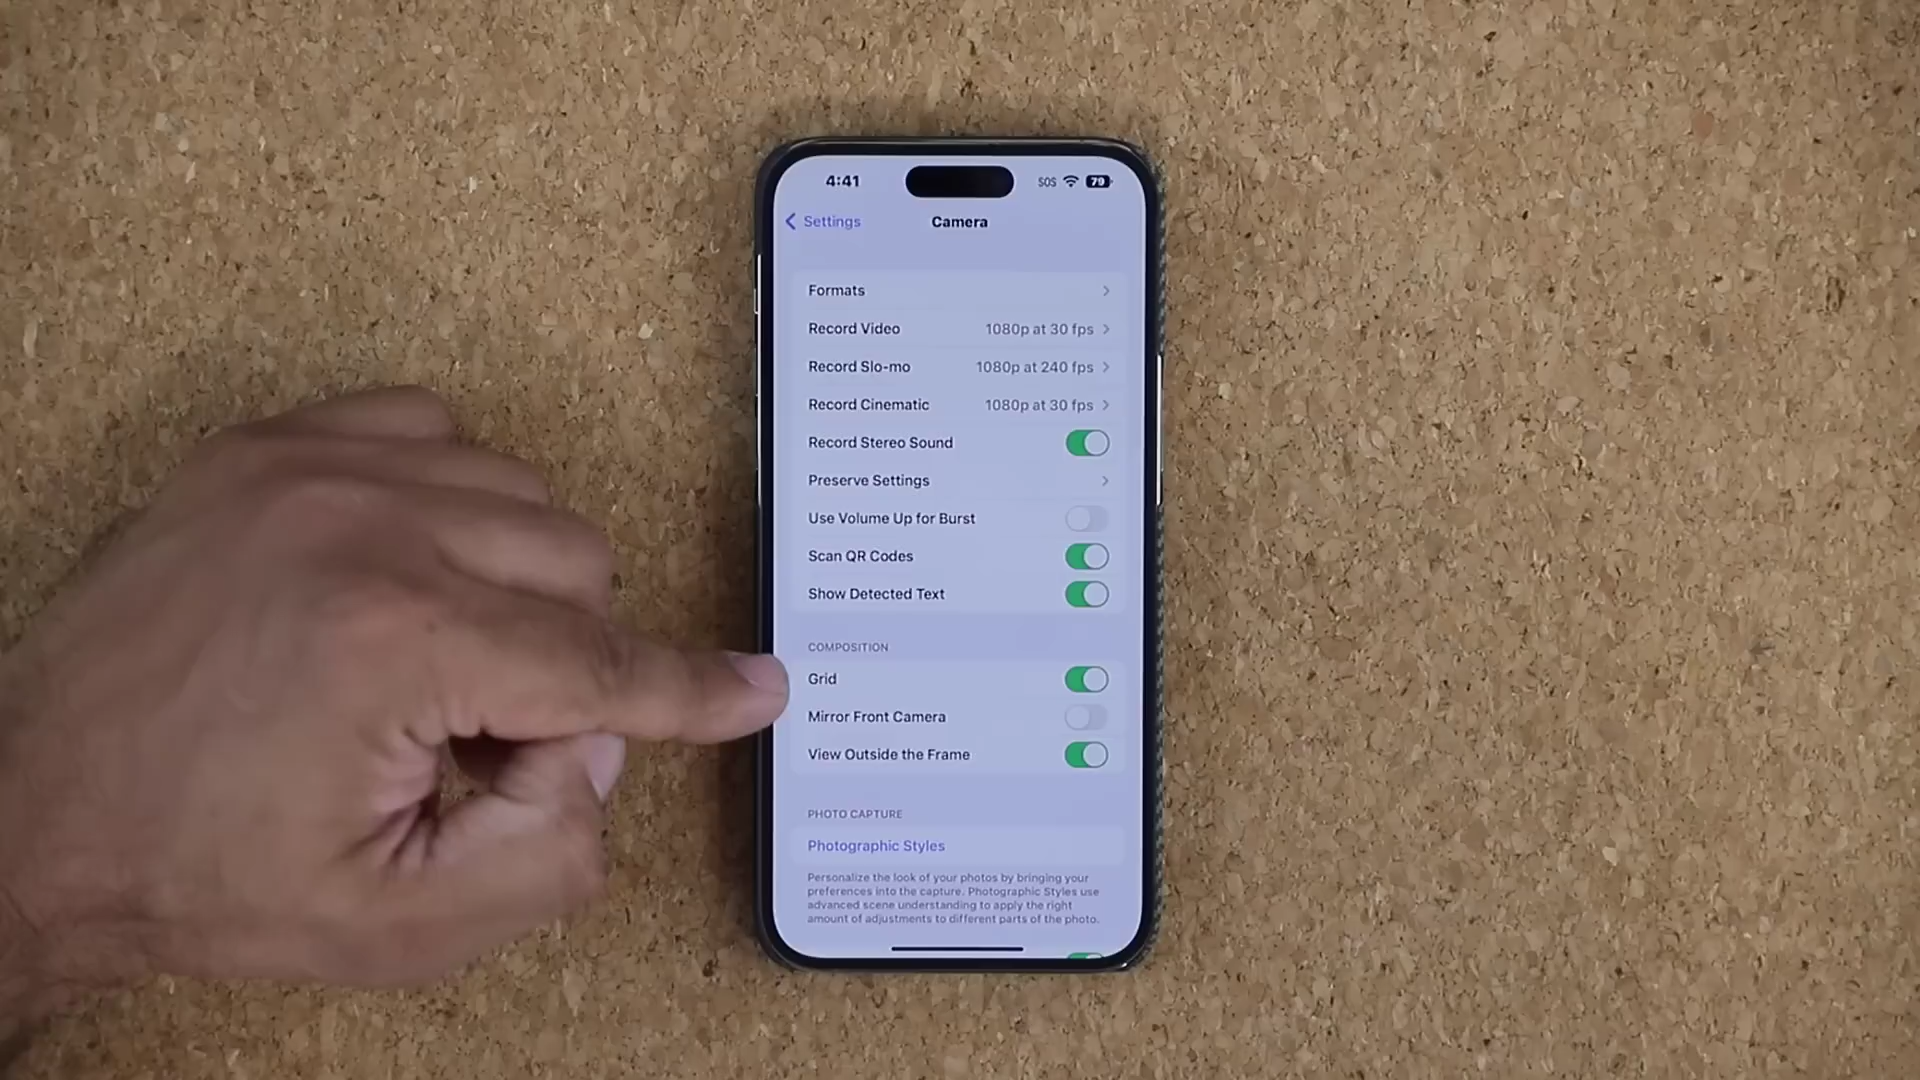 4:41
SOS
79
Settings
Camera
Formats
Record Video 1080p at 30 fps
Record Slo-mo 1080p at 240 fps
Record Cinematic 1080p at 30 fps
Record Stereo Sound
Preserve Settings
Use Volume Up for Burst
Scan QR Codes
Show Detected Text
COMPOSITION
Grid
Mirror Front Camera
View Outside the Frame
PHOTO CAPTURE
Photographic Styles
Personalize the look of your photos by bringing your
preferences into the capture. Photographic Styles use
advanced scene understanding to apply the right
amount of adjustments to different parts of the photo.